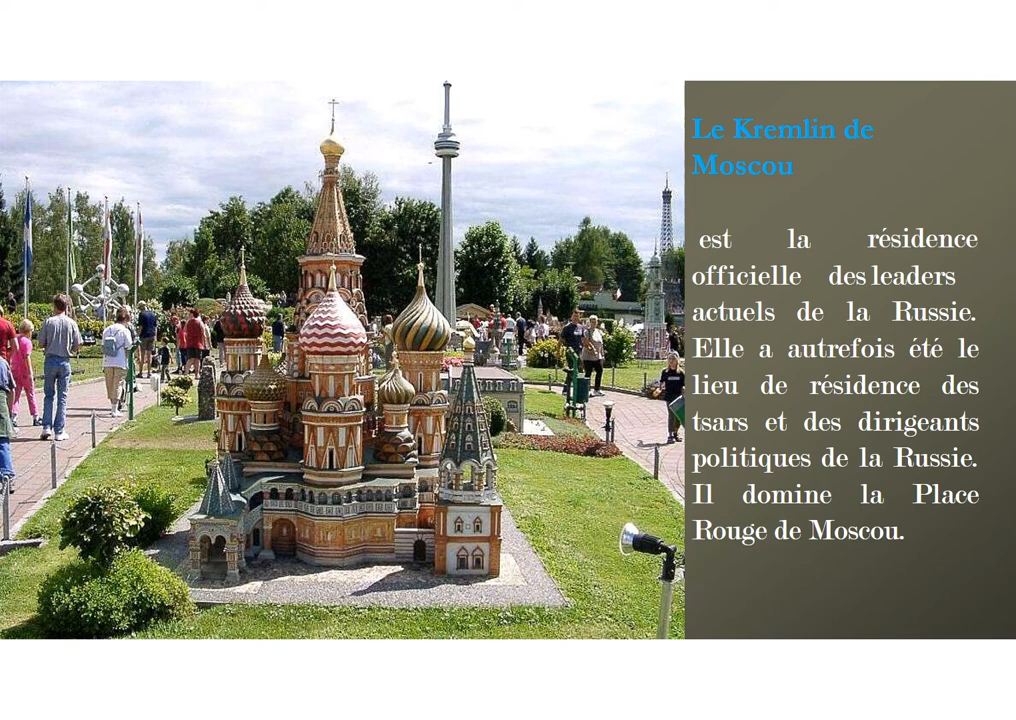 Le Kremlin de
Moscou
est la résidence
officielle des leaders
actuels de la Russie.
Elle a autrefois été le
lieu de résidence des
tsars et des dirigeants
politiques de la Russie.
Il domine la Place
Rouge de Moscou.